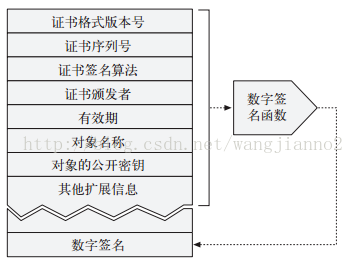 证书格式版本号
证书序列号
证书签名算法
证书颁发者
有效期
对象名称
对象的公开密钥
其他扩展信息
数字签名
数字签
名函数
http://blog.csdn.net/wangjianno2